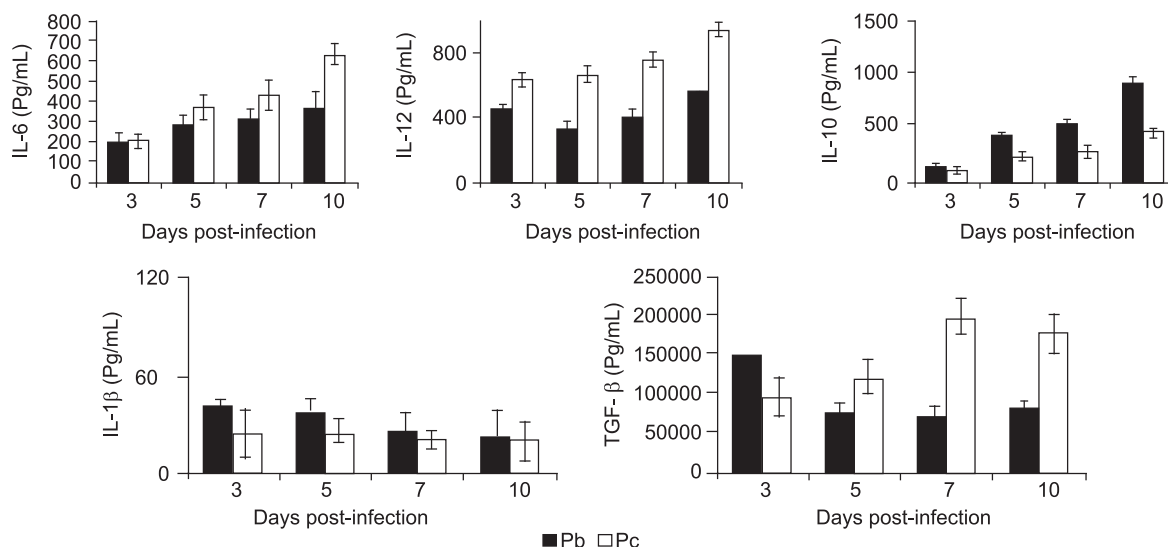 IL-6 (Pg/mL)
800
700
600
500
400
300
200
100
0
3 5 7 10
Days post-infection
IL-12 (Pg/mL)
800
400
0
3 5 7 10
Days post-infection
IL-10 (Pg/mL)
1500
1000
500
0
3 5 7 10
Days post-infection
IL-1β (Pg/mL)
120
60
0
3 5 7 10
Days post-infection
TGF- β (Pg/mL)
250000
200000
150000
100000
50000
0
3 5 7 10
Days post-infection
Pb Pc